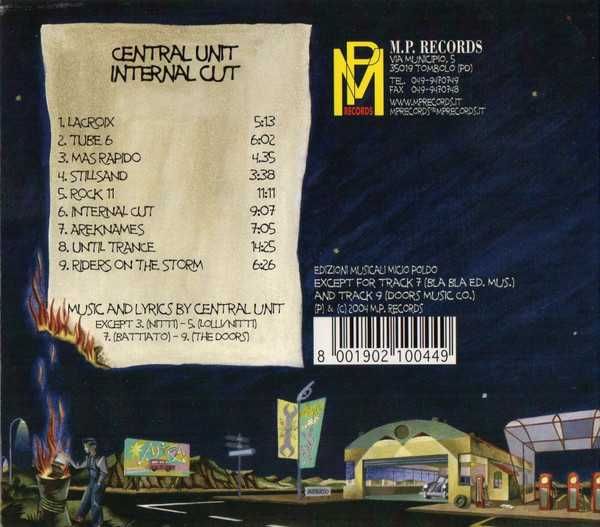 CENTRAL UNIT
INTERNAL CUT
1. LACROIX 5:13
2. TUBE 6 6:02
3. MAS RAPIDO 4.35
4. STILLSAND 3:38
5. ROCK 11 11:11
6. INTERNAL CUT 9:07
7. AREKNAMES 7:05
8. UNTIL TRANCE 14:25
9. RIDERS ON THE STORM 6:26
MUSIC AND LYRICS BY CENTRAL UNIT
EXCEPT 3. (NITTI) - 5. (LOLLI/NITTI)
7. (BATTIATO) - 9. (THE DOORS)
MP
RECORDS
M.P. RECORDS
VIA MUNICIPIO, 5
35019 TOMBOLO (PD)
TEL. 049-9470749
FAX 049-9470748
WWW.MPRECORDS.IT
MPRECORDS@MPRECORDS.IT
EDIZIONI MUSICALI MICIO POLDO
EXCEPT FOR TRACK 7 (BLA BLA ED. MUS.)
AND TRACK 9 (DOORS MUSIC CO.)
(P) & (C) 2004 M.P. RECORDS
8 001902 100449